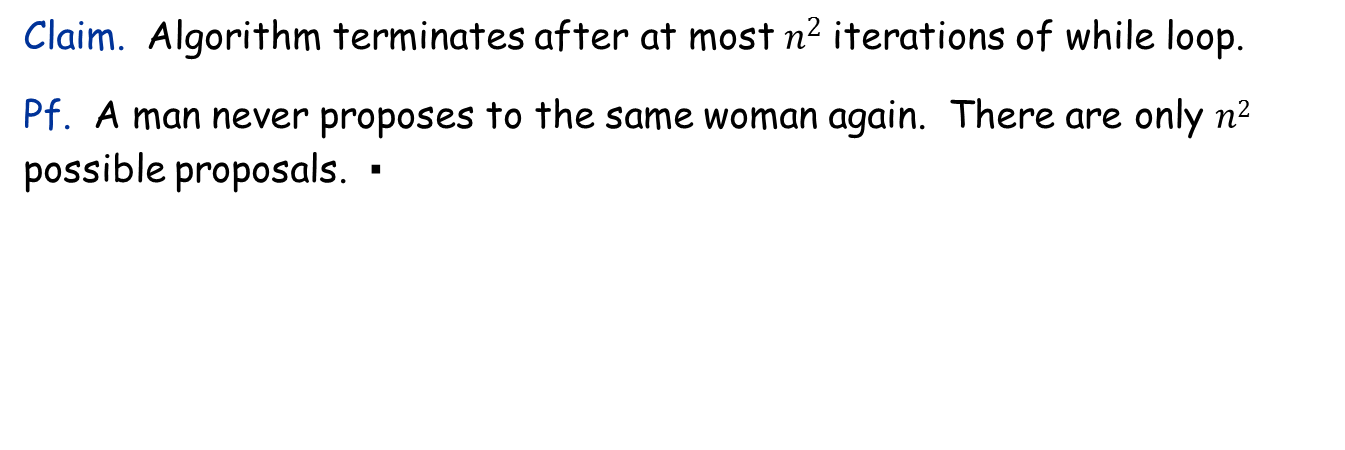 Claim. Algorithm terminates after at most n² iterations of while loop.
Pf. A man never proposes to the same woman again. There are only n²
possible proposals. ▪